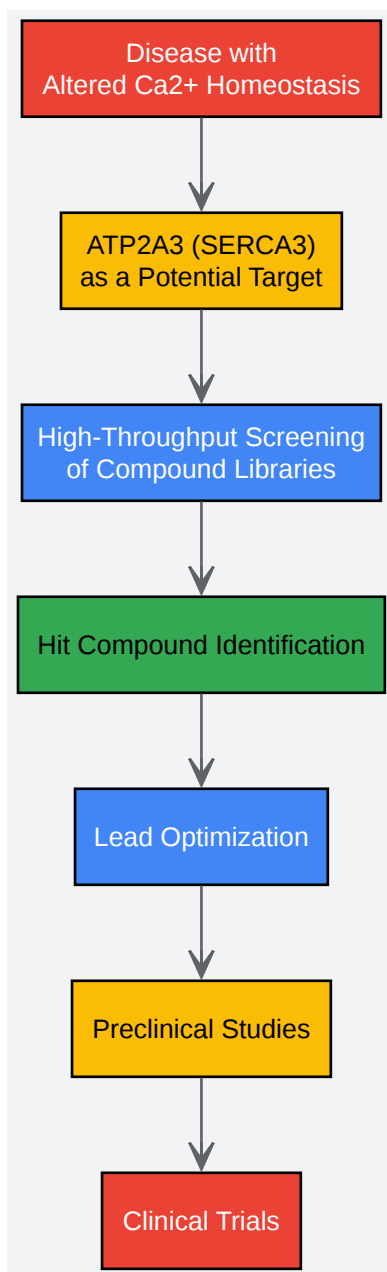 Disease with
Altered Ca2+ Homeostasis
ATP2A3 (SERCA3)
as a Potential Target
High-Throughput Screening
of Compound Libraries
Hit Compound Identification
Lead Optimization
Preclinical Studies
Clinical Trials